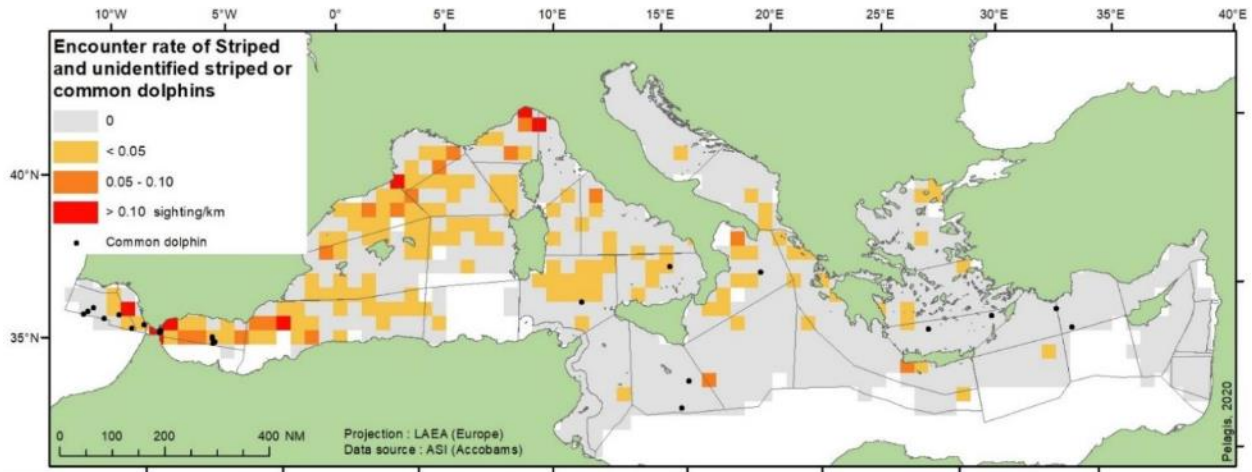 10°W 5°W 0° 5°E 10°E 15°E 20°E 25°E 30°E 35°E 40°E
Encounter rate of Striped
and unidentified striped or
common dolphins
0
< 0.05
0.05 - 0.10
> 0.10 sighting/km
Common dolphin
40°N
35°N
0 100 200 400 NM
Projection : LAEA (Europe)
Data source : ASI (Accobams)
Pelagis, 2020